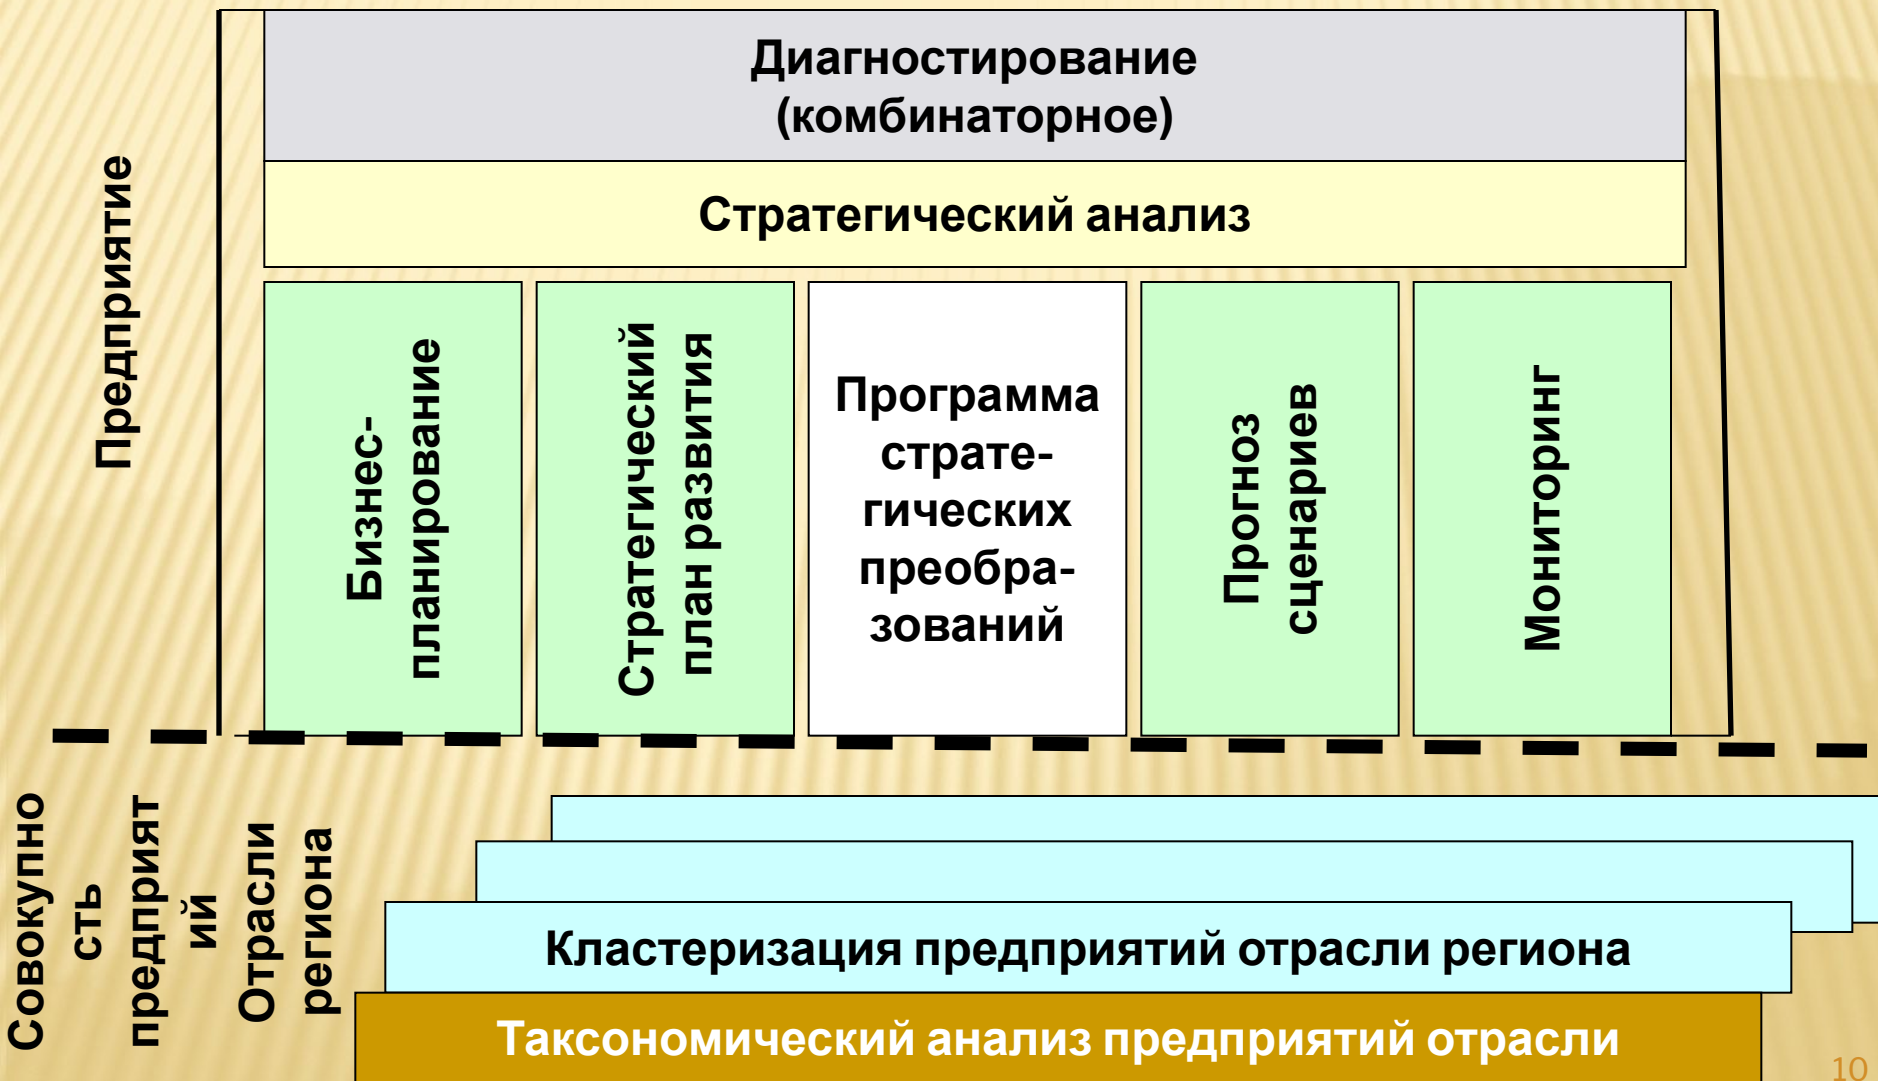 Диагностирование
(комбинаторное)
Стратегический анализ
Предприятие
Бизнес-
планирование
Стратегический
план развития
Программа
страте-
гических
преобра-
зований
Прогноз
сценариев
Мониторинг
Совокупно
сть
предприят
ий
Отрасли
региона
Кластеризация предприятий отрасли региона
Таксономический анализ предприятий отрасли
10